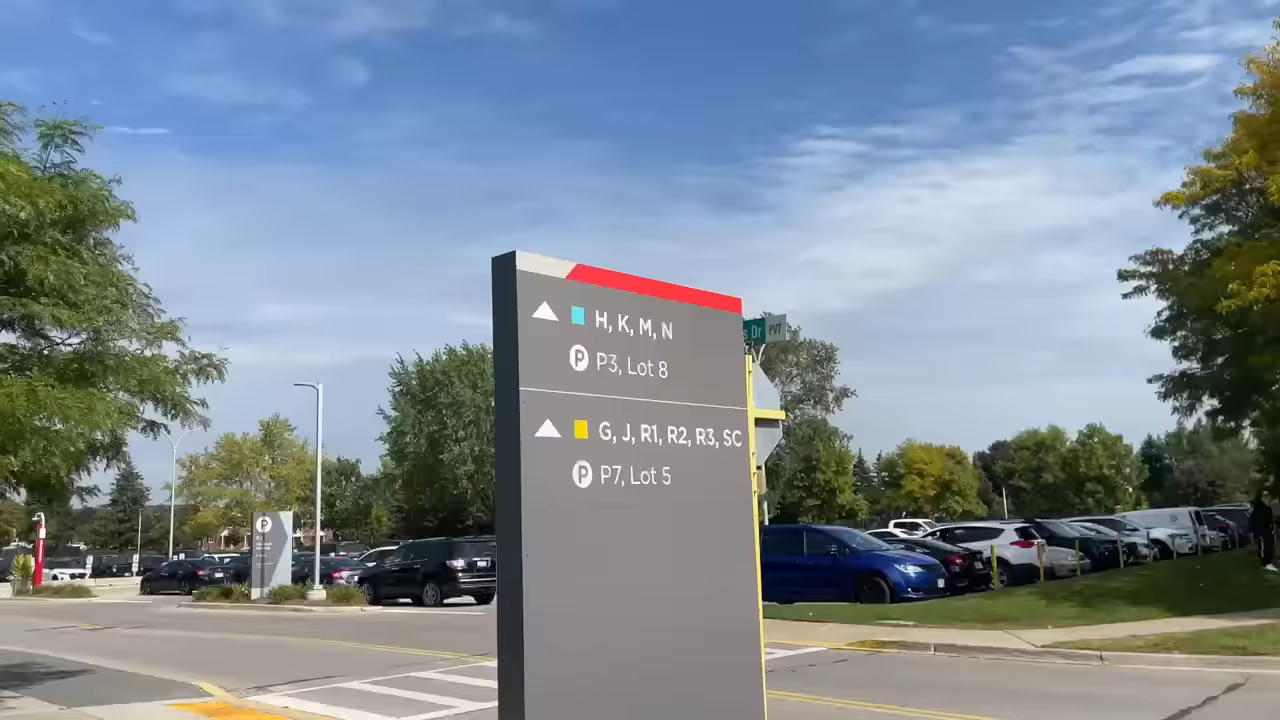 H, K, M, N
P P3, Lot 8
G, J, R1, R2, R3, SC
P P7, Lot 5
s Dr PVT
P